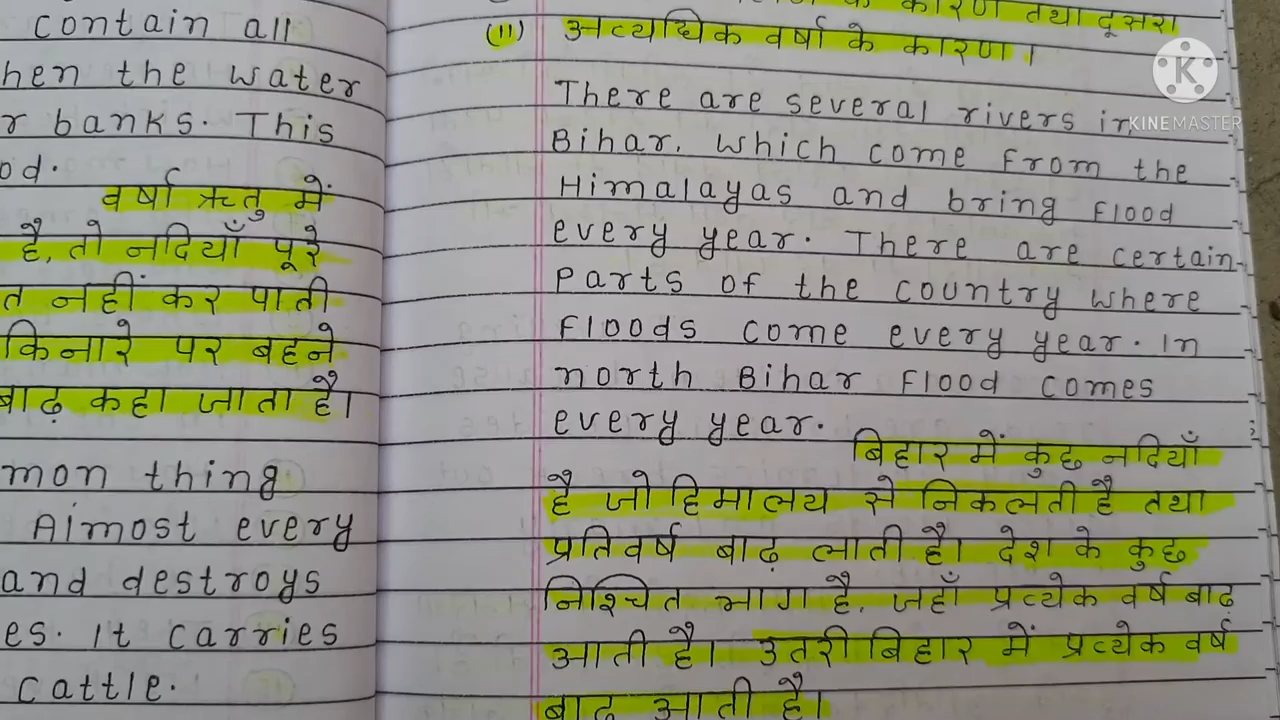 contain all
hen the water
r banks. This
od.
वर्षा ऋतु में
है, तो नदियाँ पूरे
त नहीं कर पाती
किनारे पर बहने
बाढ़ कहा जाता है।
mon thing
Almost every
and destroys
es. It carries
cattle.
के कारण तथा दूसरा
(ii) अत्यधिक वर्षा के कारण।
There are several rivers in
Bihar, which come from the
Himalayas and bring flood
every year. There are certain
parts of the country where
floods come every year. In
north Bihar flood comes
every year.
बिहार में कुछ नदियाँ
है जो हिमालय से निकलती है तथा
प्रतिवर्ष बाढ़ लाती है। देश के कुछ
निश्चित भाग है, जहाँ प्रत्येक वर्ष बाढ़
आती है। उतरी बिहार में प्रत्येक वर्ष
बाढ़ आती है।
K
KINEMASTER